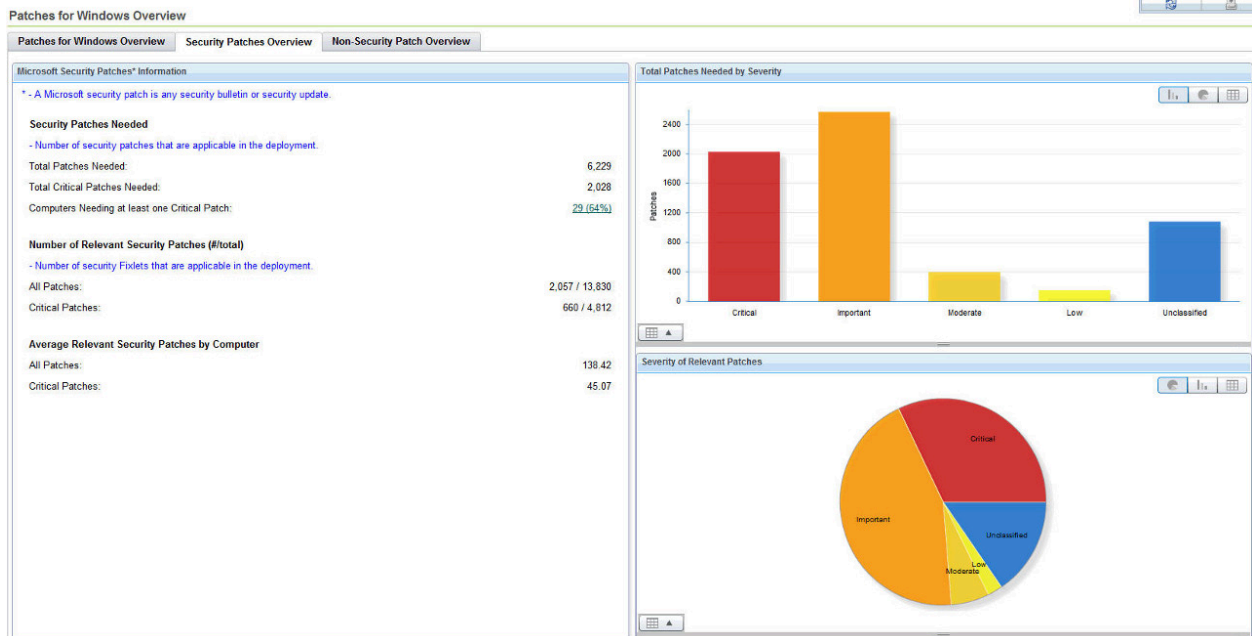 Patches for Windows Overview
Patches for Windows Overview
Security Patches Overview
Non-Security Patch Overview
Microsoft Security Patches* Information
* - A Microsoft security patch is any security bulletin or security update.
Security Patches Needed
- Number of security patches that are applicable in the deployment.
Total Patches Needed: 6,229
Total Critical Patches Needed: 2,028
Computers Needing at least one Critical Patch: 29 (64%)
Number of Relevant Security Patches (#/total)
- Number of security Fixlets that are applicable in the deployment.
All Patches: 2,057 / 13,830
Critical Patches: 660 / 4,812
Average Relevant Security Patches by Computer
All Patches: 138.42
Critical Patches: 45.07
Total Patches Needed by Severity
Patches
2400
2000
1600
1200
800
400
0
Critical
Important
Moderate
Low
Unclassified
Severity of Relevant Patches
Critical
Important
Unclassified
Low
Moderate